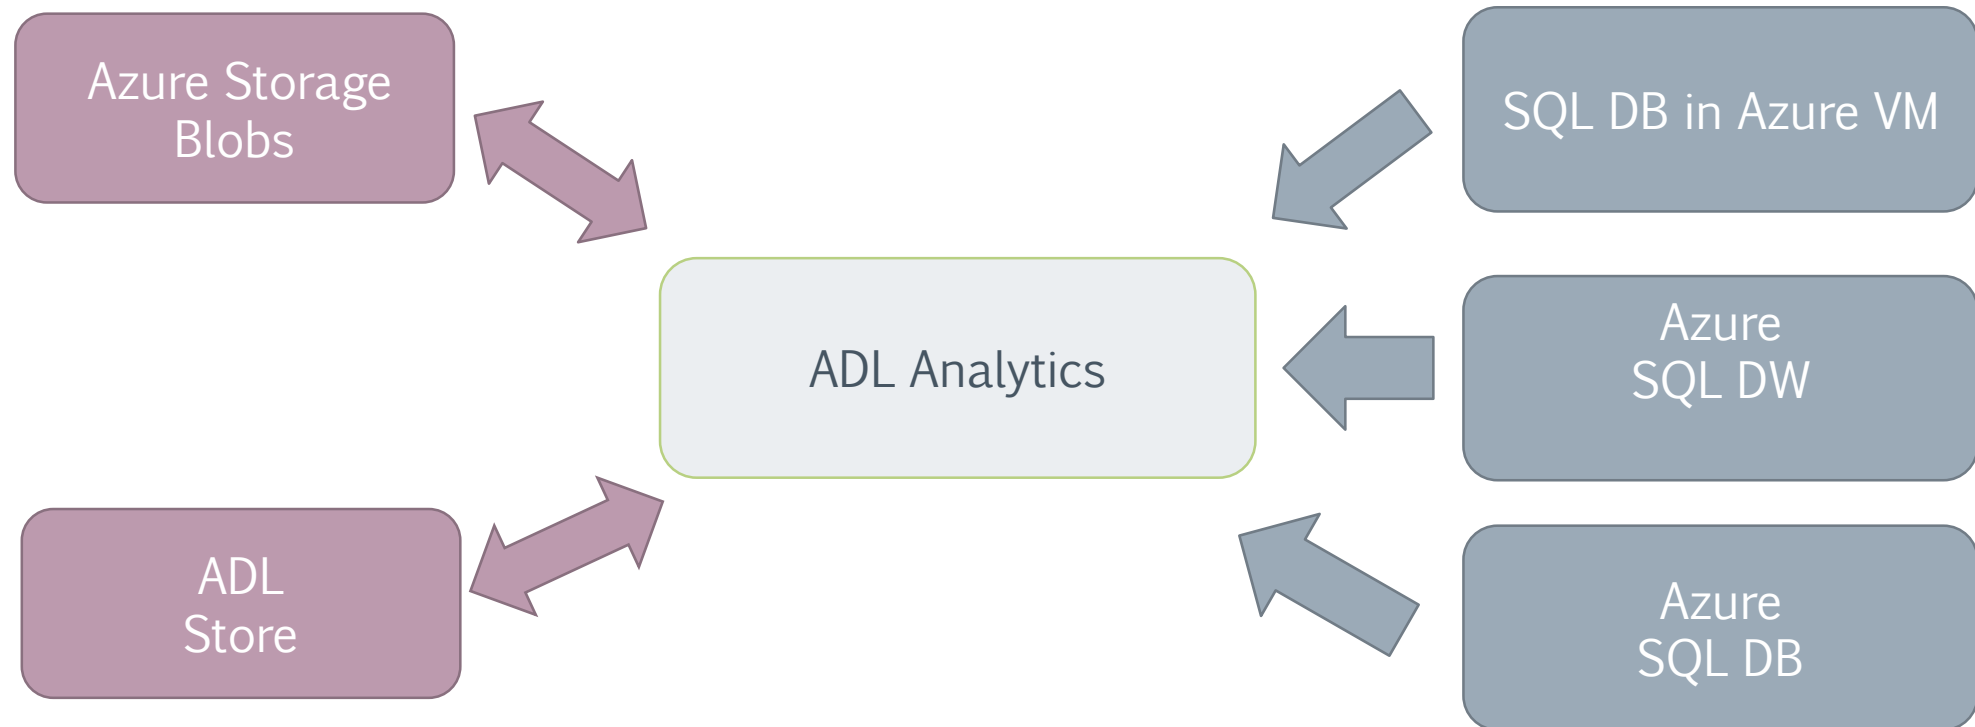 Azure Storage
Blobs
ADL
Store
ADL Analytics
SQL DB in Azure VM
Azure
SQL DW
Azure
SQL DB